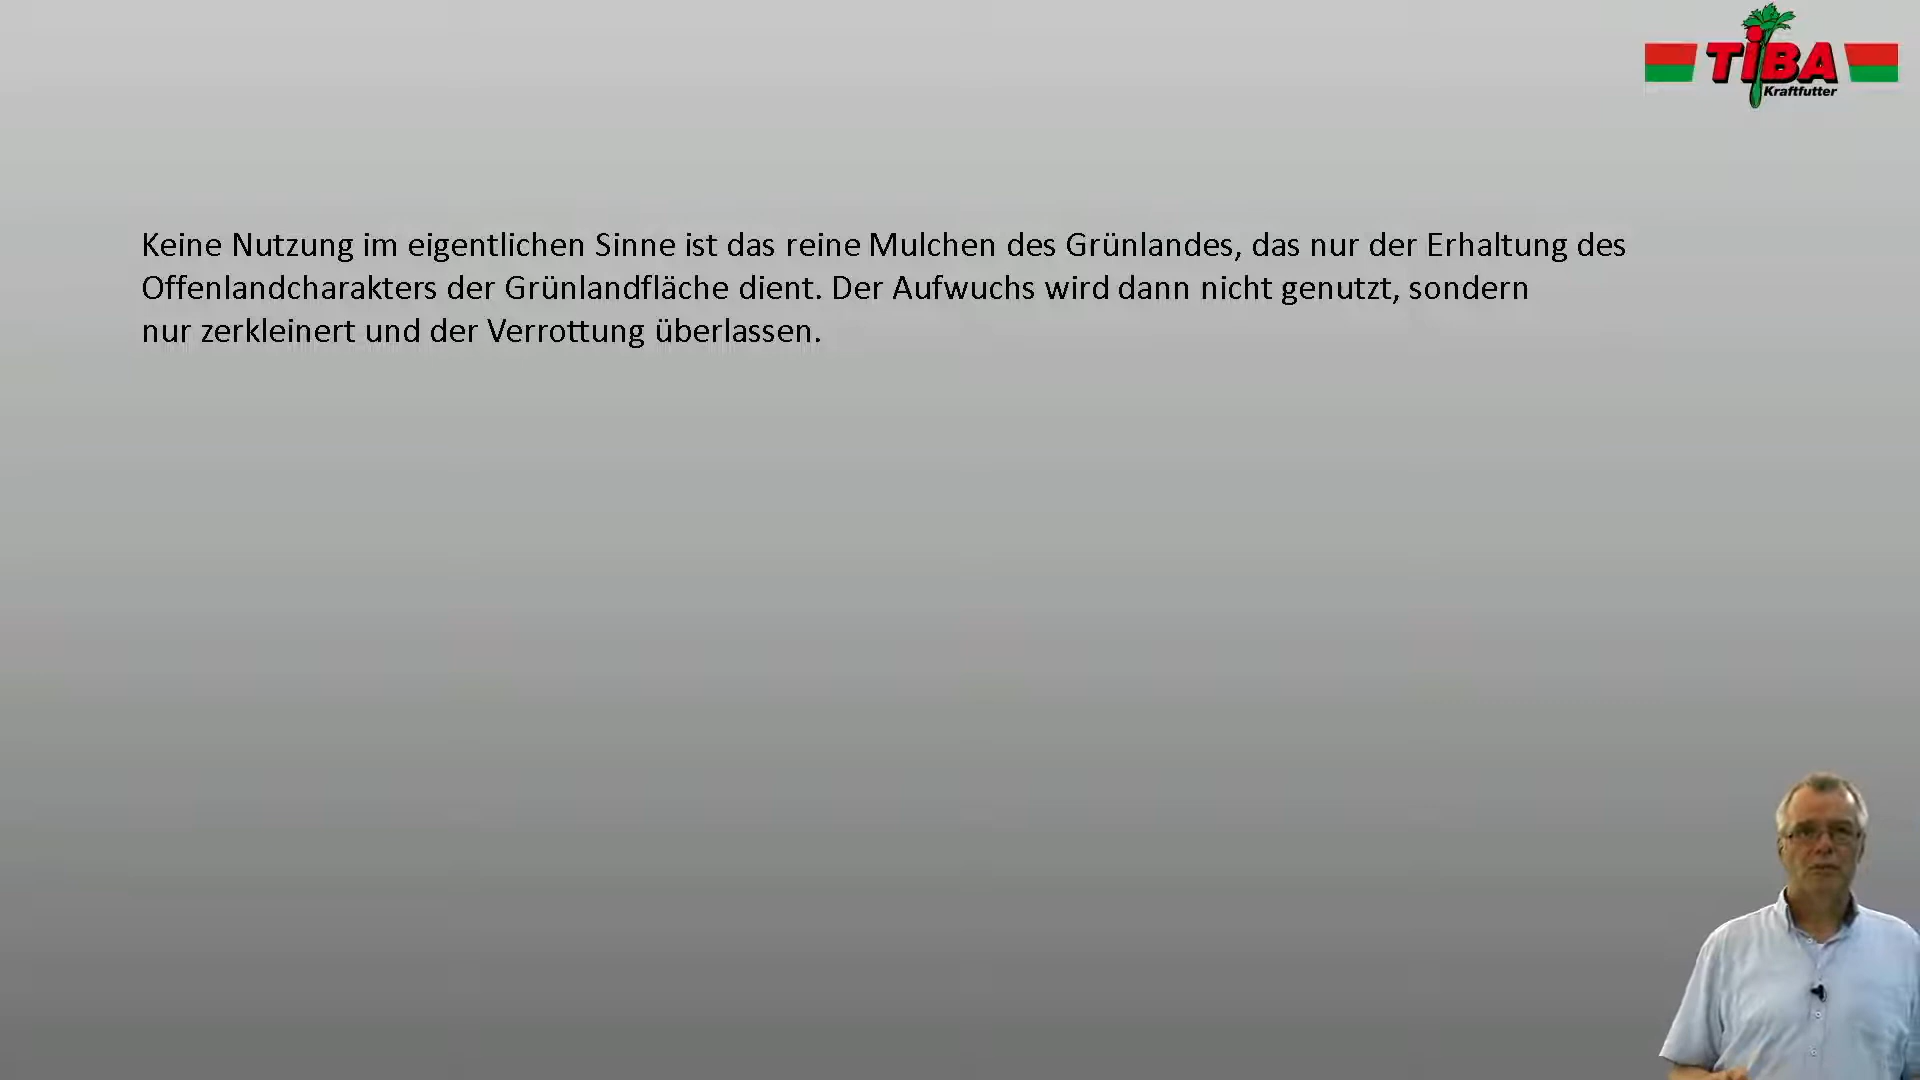 TiBA
Kraftfutter
Keine Nutzung im eigentlichen Sinne ist das reine Mulchen des Grünlandes, das nur der Erhaltung des
Offenlandcharakters der Grünlandfläche dient. Der Aufwuchs wird dann nicht genutzt, sondern
nur zerkleinert und der Verrottung überlassen.